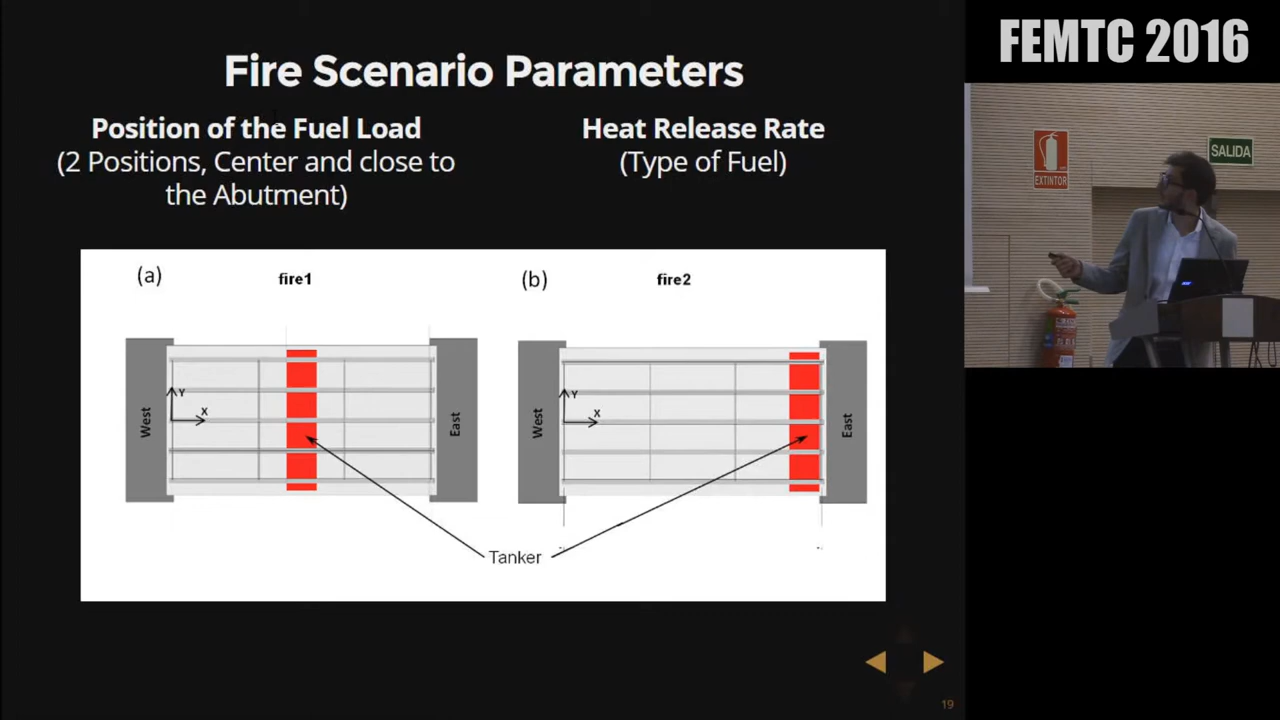 FEMTC 2016
Fire Scenario Parameters
Position of the Fuel Load
(2 Positions, Center and close to
the Abutment)
Heat Release Rate
(Type of Fuel)
(a)
fire1
(b)
fire2
West
Y
X
East
West
Y
X
East
Tanker
19
EXTINTOR
SALIDA